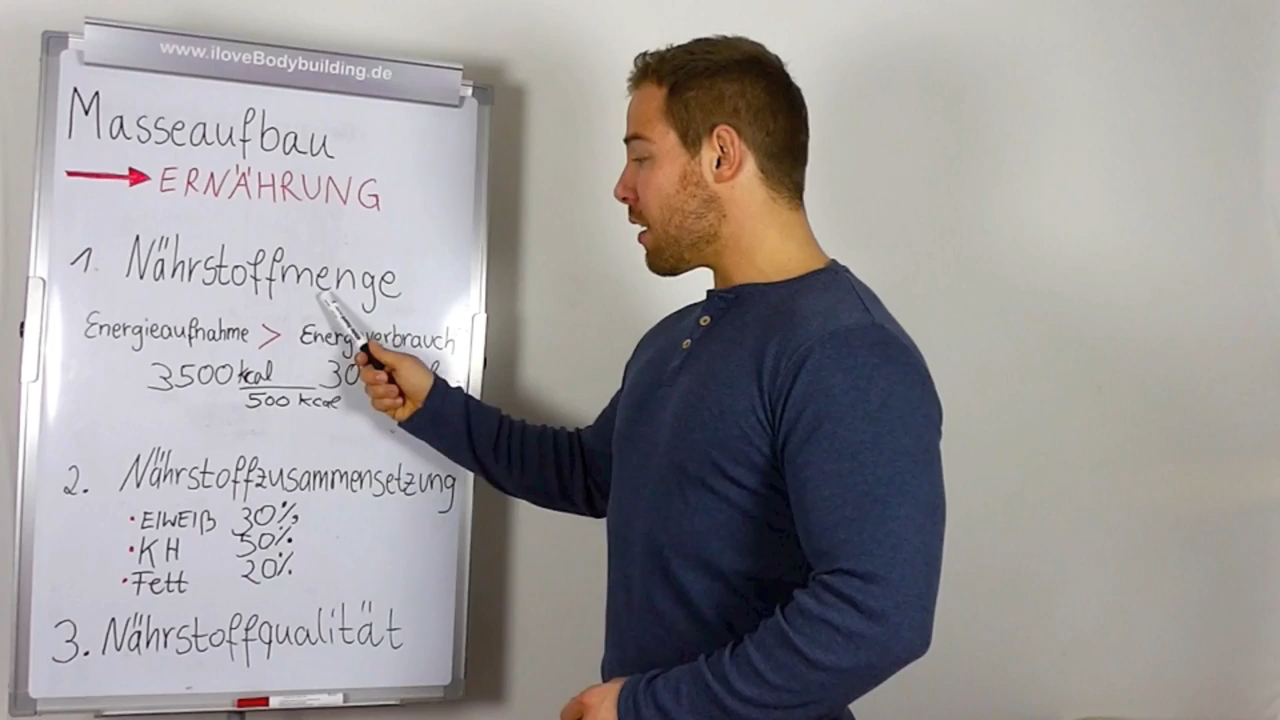 www.iloveBodybuilding.de
Masseaufbau
ERNÄHRUNG
1. Nährstoffmenge
Energieaufnahme > Energieverbrauch
3500 kcal 30
500 kcal
2. Nährstoffzusammensetzung
• EIWEIß 30%
• KH 50%
• Fett 20%
3. Nährstoffqualität